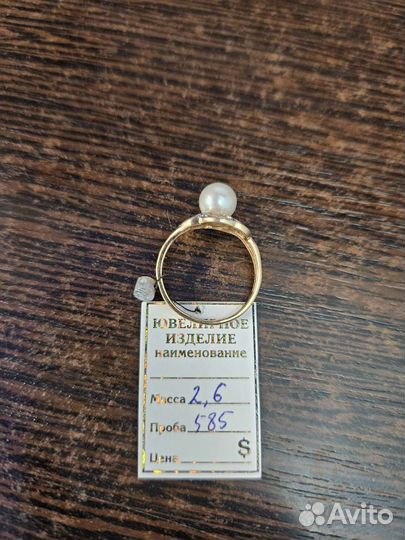 ЮВЕЛИРНОЕ
ИЗДЕЛИЕ
наименование
Масса 2,6
Проба 585
Цена $
Avito